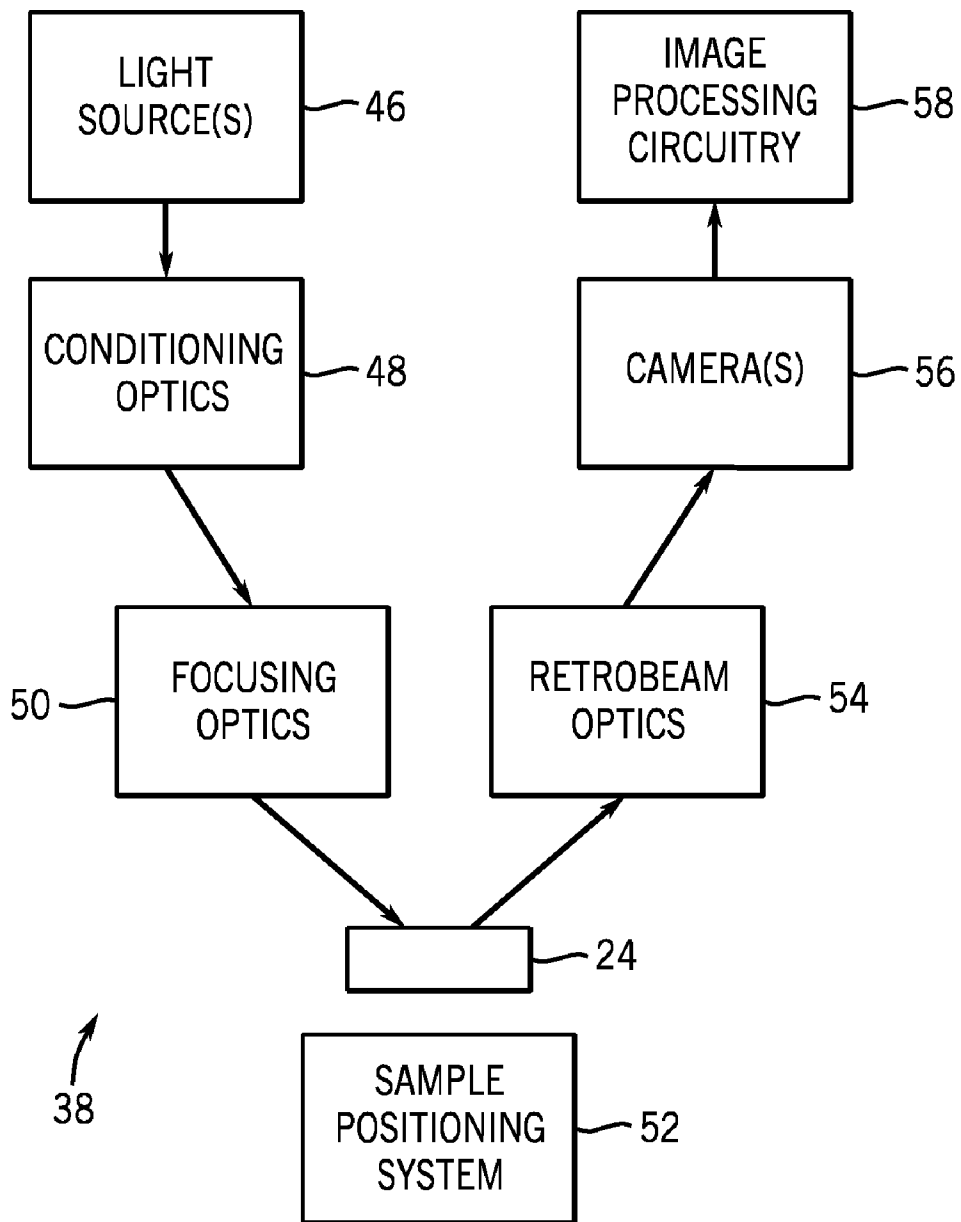 LIGHT
SOURCE(S)
46
IMAGE
PROCESSING
CIRCUITRY
58
CONDITIONING
OPTICS
48
CAMERA(S)
56
FOCUSING
OPTICS
50
RETROBEAM
OPTICS
54
24
38
SAMPLE
POSITIONING
SYSTEM
52